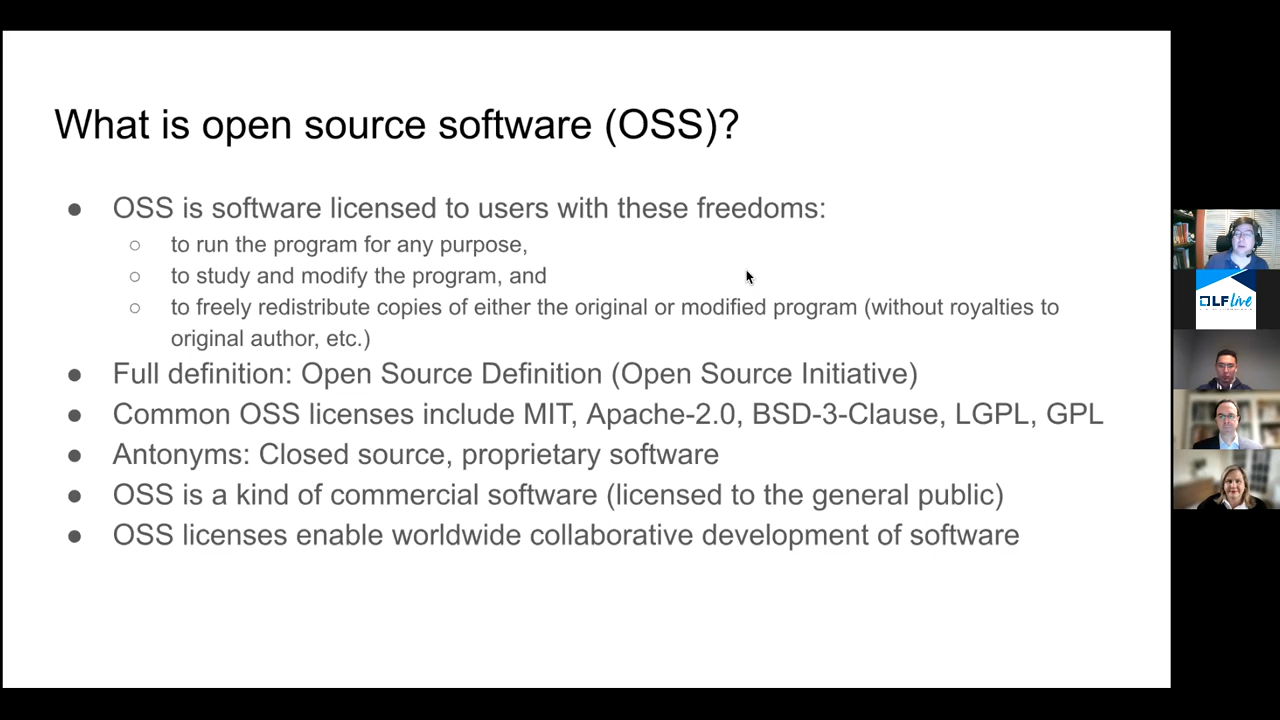 What is open source software (OSS)?
● OSS is software licensed to users with these freedoms:
○ to run the program for any purpose,
○ to study and modify the program, and
○ to freely redistribute copies of either the original or modified program (without royalties to
original author, etc.)
● Full definition: Open Source Definition (Open Source Initiative)
● Common OSS licenses include MIT, Apache-2.0, BSD-3-Clause, LGPL, GPL
● Antonyms: Closed source, proprietary software
● OSS is a kind of commercial software (licensed to the general public)
● OSS licenses enable worldwide collaborative development of software
LF Live